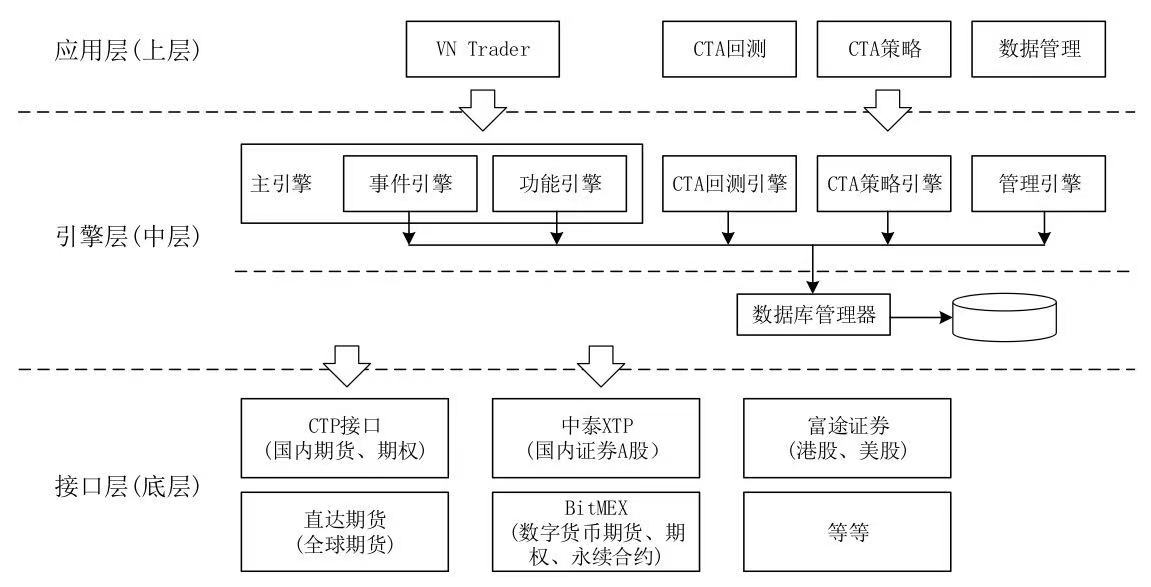 应用层(上层)
VN Trader
CTA回测
CTA策略
数据管理
引擎层(中层)
主引擎
事件引擎
功能引擎
CTA回测引擎
CTA策略引擎
管理引擎
数据库管理器
接口层(底层)
CTP接口
(国内期货、期权)
中泰XTP
(国内证券A股)
富途证券
(港股、美股)
直达期货
(全球期货)
BitMEX
(数字货币期货、期
权、永续合约)
等等